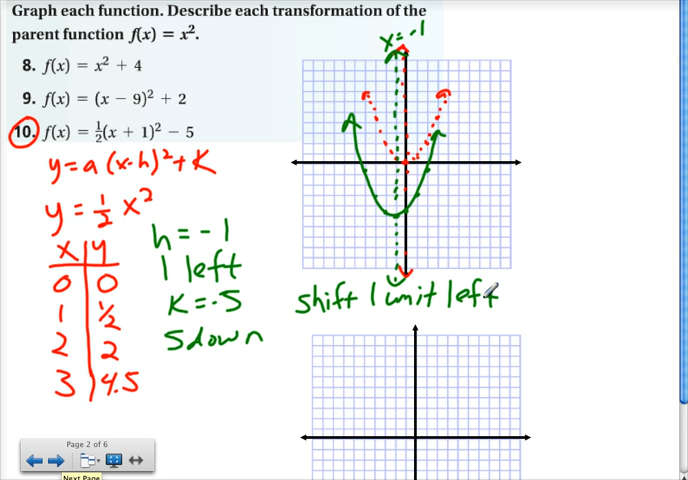 Graph each function. Describe each transformation of the
parent function f(x) = x².
8. f(x) = x² + 4
9. f(x) = (x − 9)² + 2
10. f(x) = ½(x + 1)² − 5
x = -1
y = a (x-h)² + K
y = ½ x²
x | y
0 | 0
1 | ½
2 | 2
3 | 4.5
h = -1
1 left
K = -5
5 down
shift 1 unit left
Page 2 of 6
Next Page